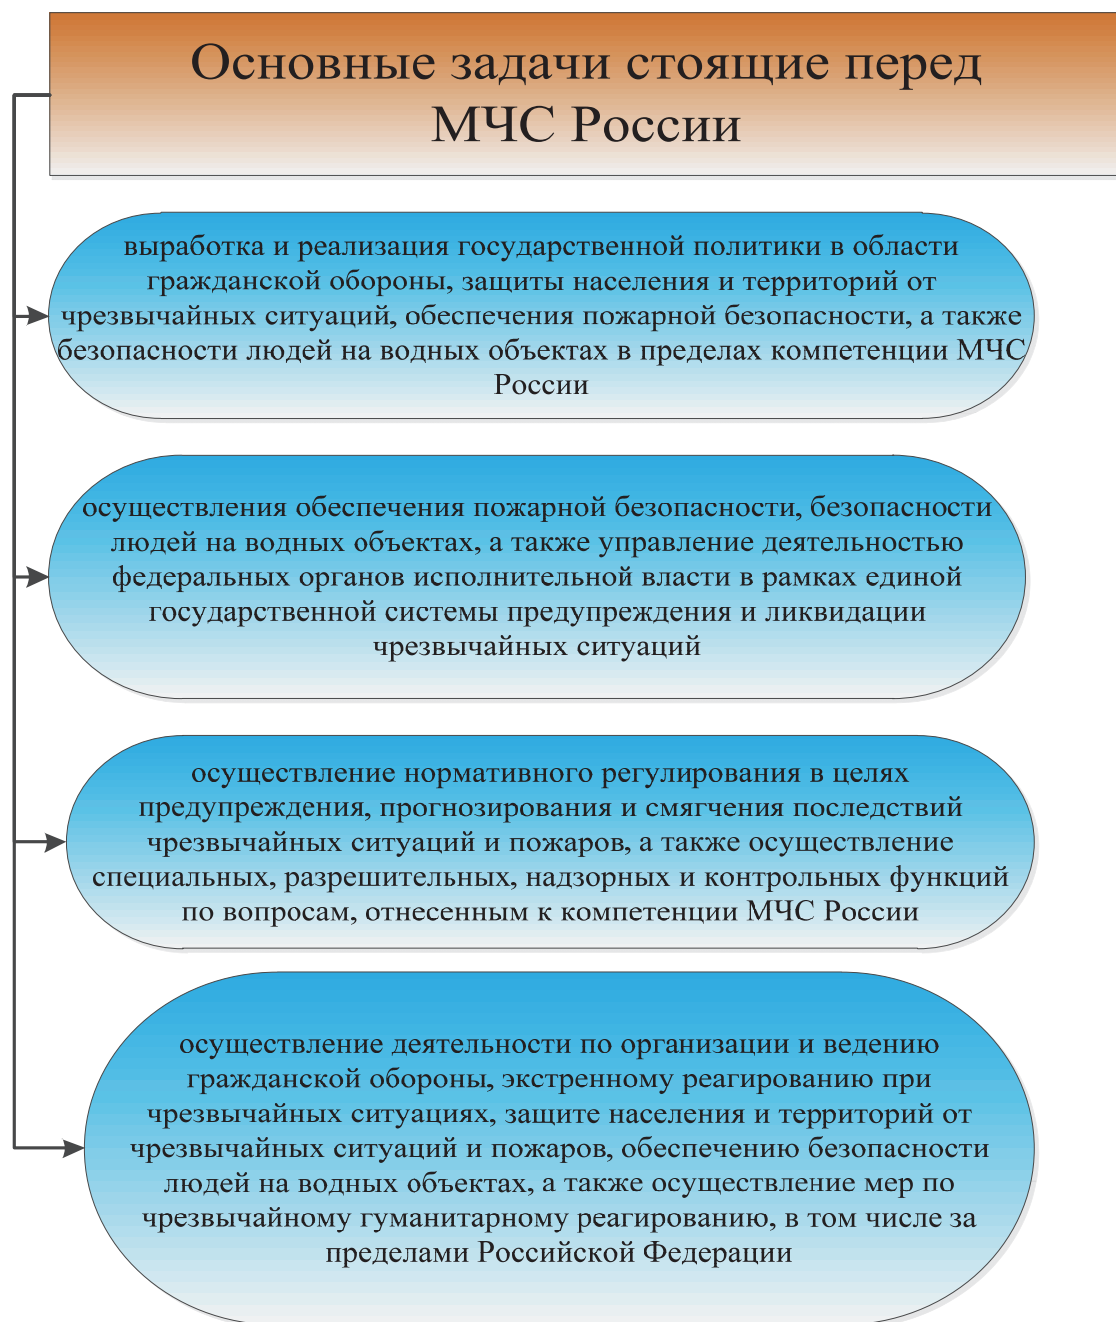 Основные задачи стоящие перед
МЧС России
выработка и реализация государственной политики в области
гражданской обороны, защиты населения и территорий от
чрезвычайных ситуаций, обеспечения пожарной безопасности, а также
безопасности людей на водных объектах в пределах компетенции МЧС
России
осуществления обеспечения пожарной безопасности, безопасности
людей на водных объектах, а также управление деятельностью
федеральных органов исполнительной власти в рамках единой
государственной системы предупреждения и ликвидации
чрезвычайных ситуаций
осуществление нормативного регулирования в целях
предупреждения, прогнозирования и смягчения последствий
чрезвычайных ситуаций и пожаров, а также осуществление
специальных, разрешительных, надзорных и контрольных функций
по вопросам, отнесенным к компетенции МЧС России
осуществление деятельности по организации и ведению
гражданской обороны, экстренному реагированию при
чрезвычайных ситуациях, защите населения и территорий от
чрезвычайных ситуаций и пожаров, обеспечению безопасности
людей на водных объектах, а также осуществление мер по
чрезвычайному гуманитарному реагированию, в том числе за
пределами Российской Федерации